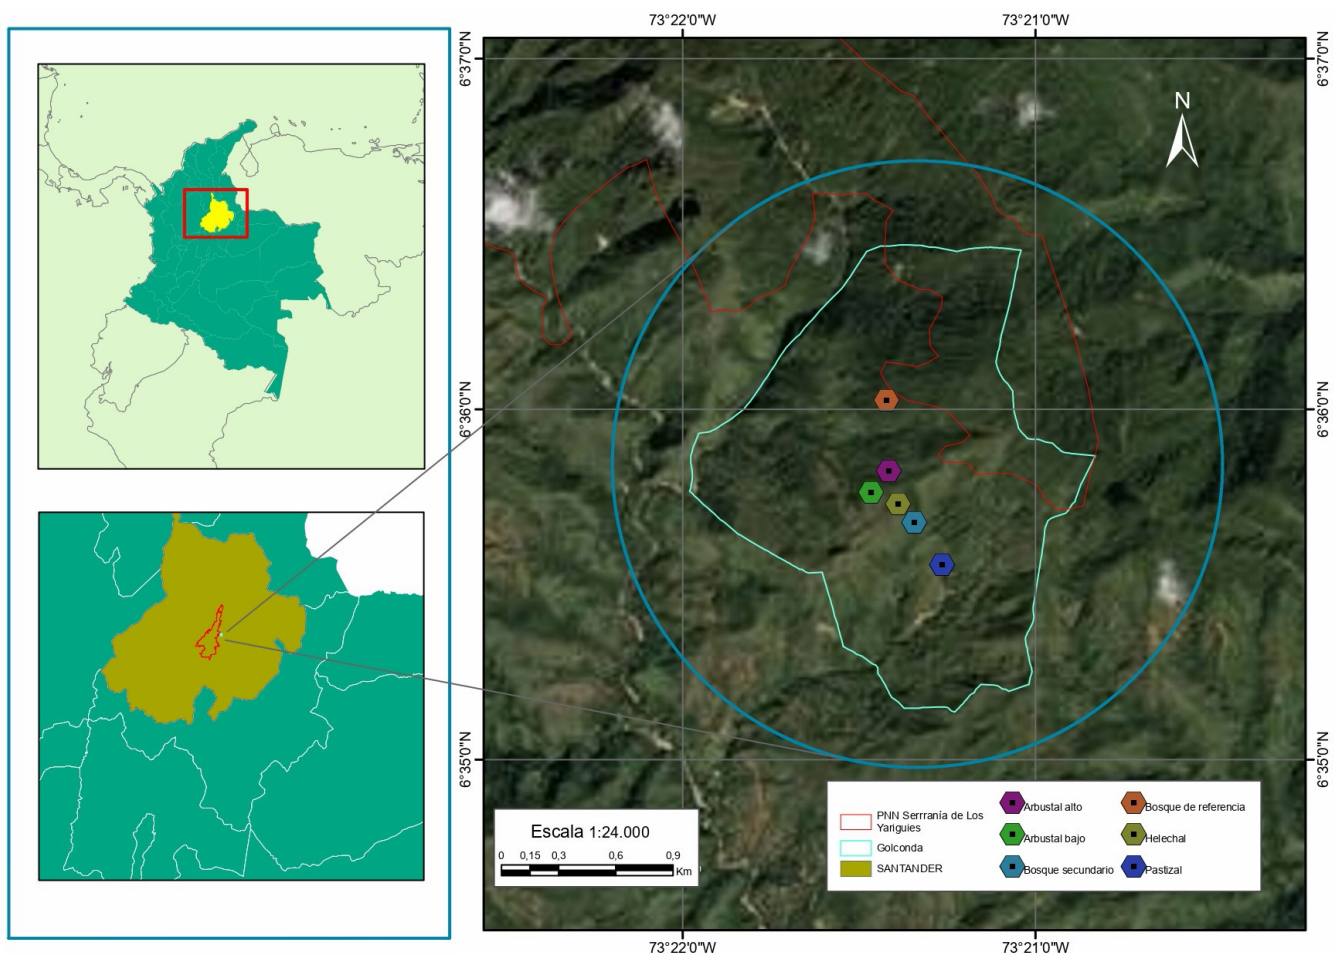 73°22'0"W
73°21'0"W
6°37'0"N
6°37'0"N
N
6°36'0"N
6°36'0"N
6°35'0"N
6°35'0"N
Escala 1:24.000
0 0,15 0,3 0,6 0,9
Km
PNN Serrranía de Los
Yariguies
Golconda
SANTANDER
Arbustal alto
Arbustal bajo
Bosque secundario
Bosque de referencia
Helechal
Pastizal
73°22'0"W
73°21'0"W